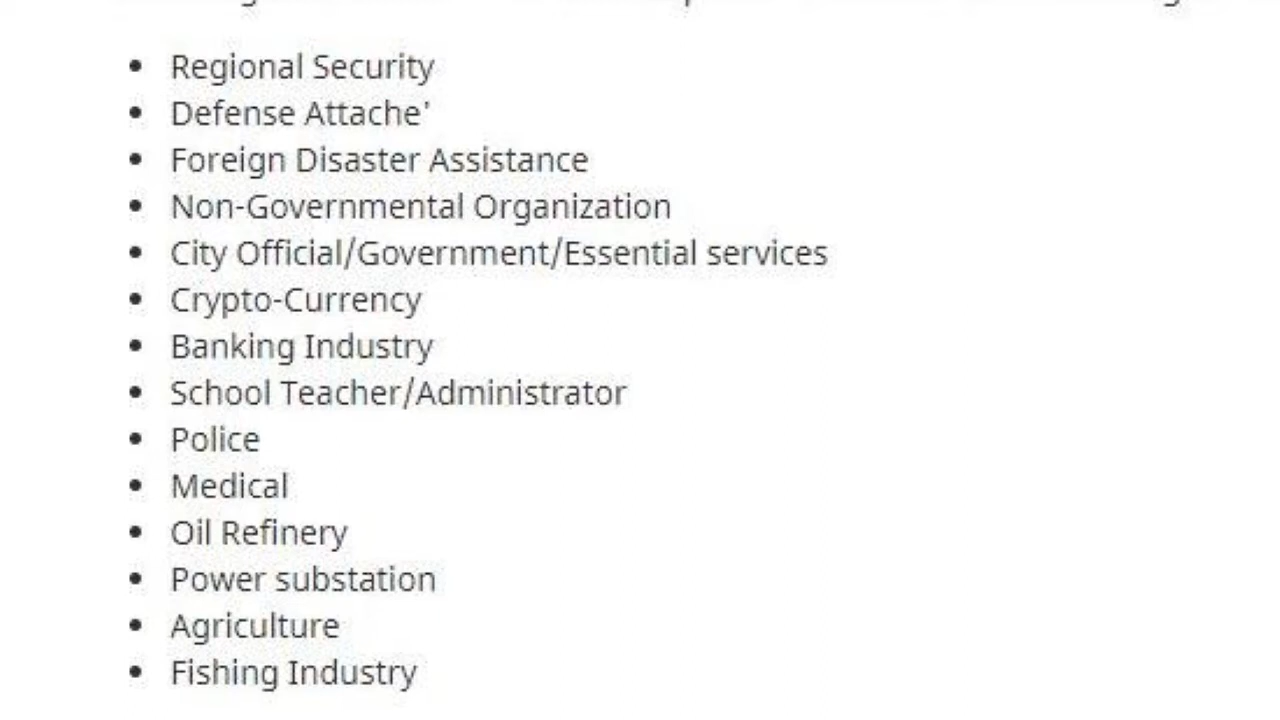 • Regional Security
• Defense Attache'
• Foreign Disaster Assistance
• Non-Governmental Organization
• City Official/Government/Essential services
• Crypto-Currency
• Banking Industry
• School Teacher/Administrator
• Police
• Medical
• Oil Refinery
• Power substation
• Agriculture
• Fishing Industry